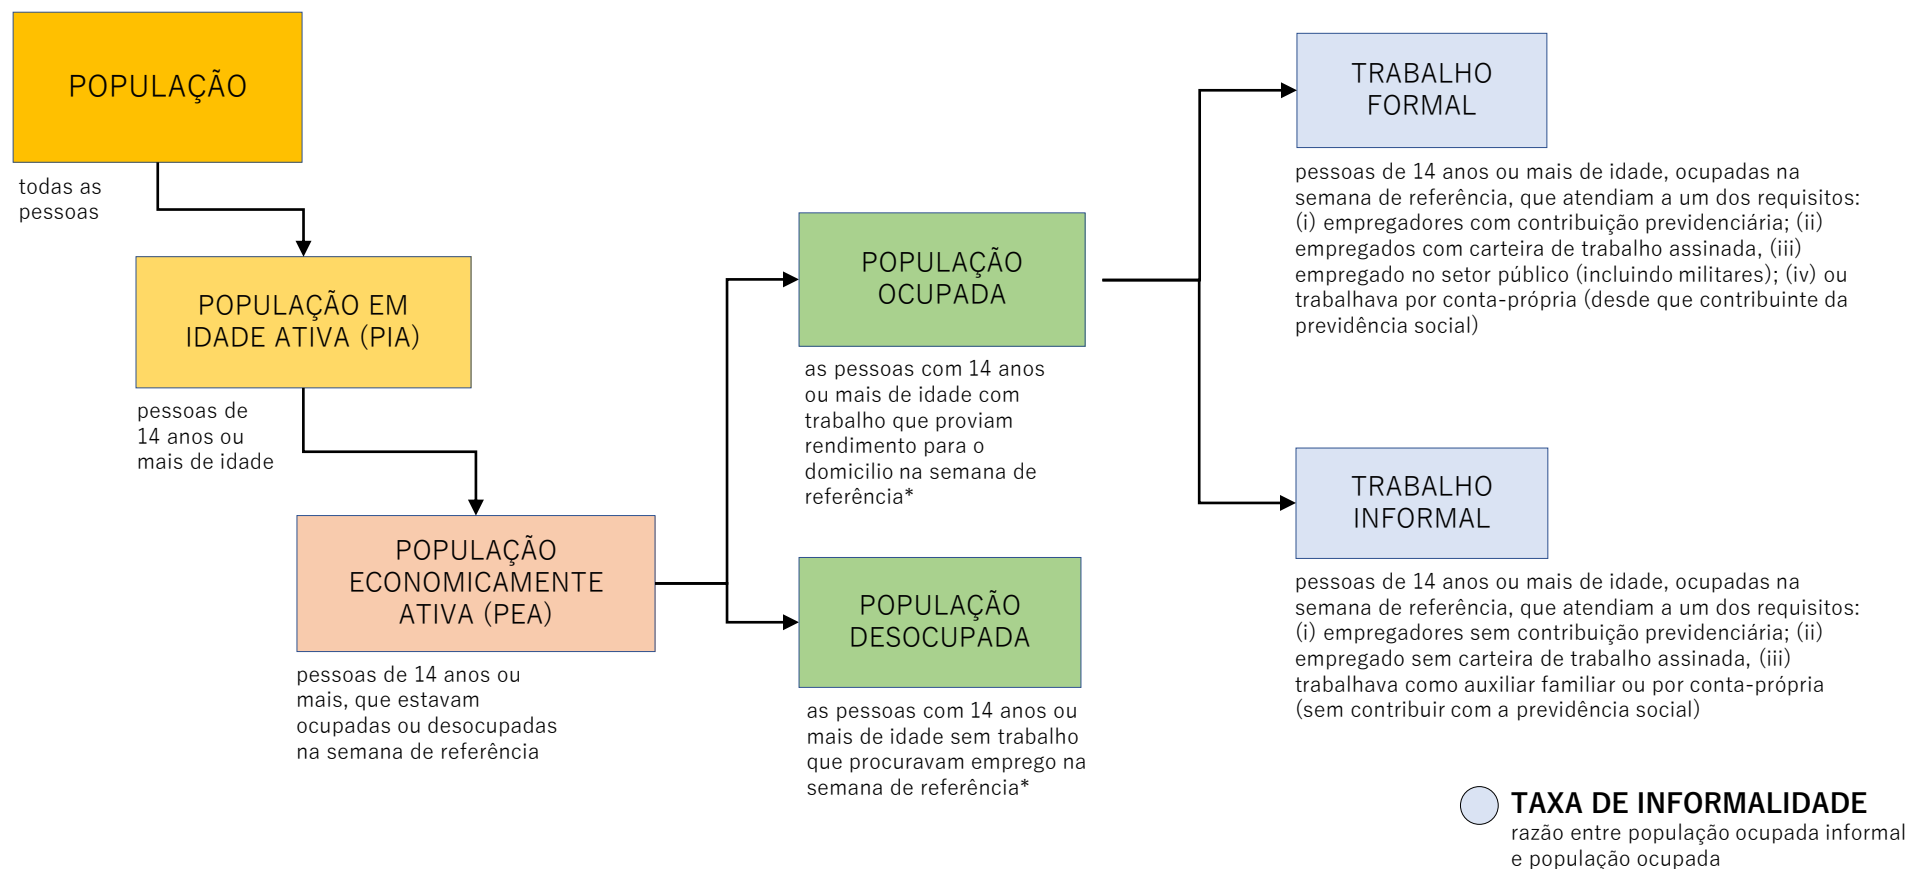 POPULAÇÃO
todas as
pessoas
POPULAÇÃO EM
IDADE ATIVA (PIA)
pessoas de
14 anos ou
mais de idade
POPULAÇÃO
ECONOMICAMENTE
ATIVA (PEA)
pessoas de 14 anos ou
mais, que estavam
ocupadas ou desocupadas
na semana de referência
POPULAÇÃO
OCUPADA
as pessoas com 14 anos
ou mais de idade com
trabalho que proviam
rendimento para o
domicilio na semana de
referência*
POPULAÇÃO
DESOCUPADA
as pessoas com 14 anos ou
mais de idade sem trabalho
que procuravam emprego na
semana de referência*
TRABALHO
FORMAL
pessoas de 14 anos ou mais de idade, ocupadas na
semana de referência, que atendiam a um dos requisitos:
(i) empregadores com contribuição previdenciária; (ii)
empregados com carteira de trabalho assinada, (iii)
empregado no setor público (incluindo militares); (iv) ou
trabalhava por conta-própria (desde que contribuinte da
previdência social)
TRABALHO
INFORMAL
pessoas de 14 anos ou mais de idade, ocupadas na
semana de referência, que atendiam a um dos requisitos:
(i) empregadores sem contribuição previdenciária; (ii)
empregado sem carteira de trabalho assinada, (iii)
trabalhava como auxiliar familiar ou por conta-própria
(sem contribuir com a previdência social)
TAXA DE INFORMALIDADE
razão entre população ocupada informal
e população ocupada